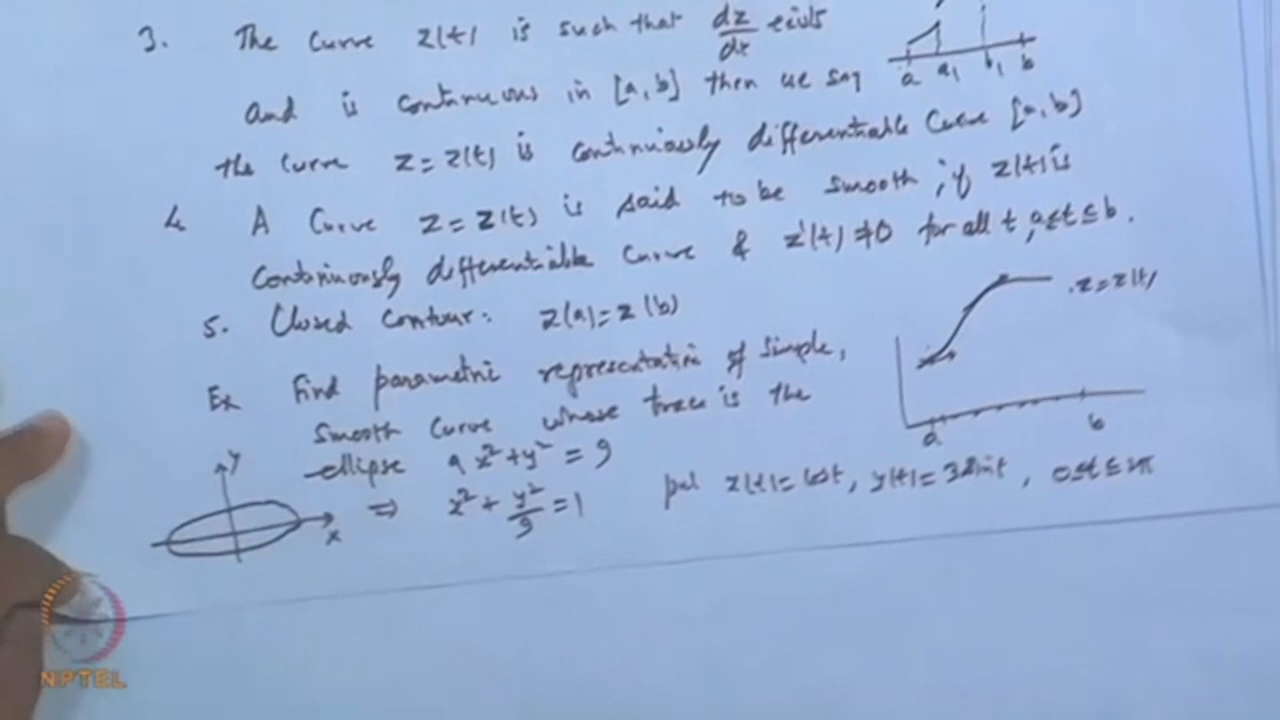 3. The curve z(t) is such that dz/dt exists
and is continuous in [a, b] then we say
the curve z = z(t) is continuously differentiable curve [a, b]
a a1 b1 b
4 A curve z = z(t) is said to be smooth, if z(t) is
continuously differentiable curve & z'(t) ≠ 0 for all t, a ≤ t ≤ b.
5. Closed contour: z(a) = z(b)
z = z(t)
a b
Ex Find parametric representation of simple,
smooth curve whose trace is the
ellipse 9x² + y² = 9
⇒ x² + y²/9 = 1 put x(t) = cos t, y(t) = 3 sin t, 0 ≤ t ≤ 2π
y
x
NPTEL